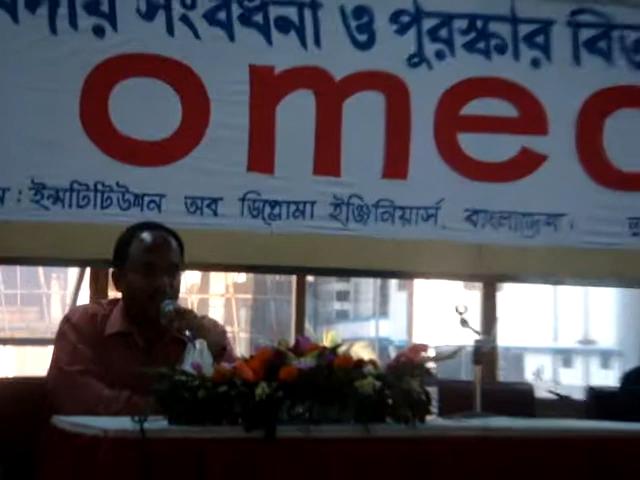 সংবর্ধনা ও পুরস্কার
omec
ইন্সটিটিউশন অব ডিপ্লোমা ইঞ্জিনিয়ার্স, বাংলাদেশ।